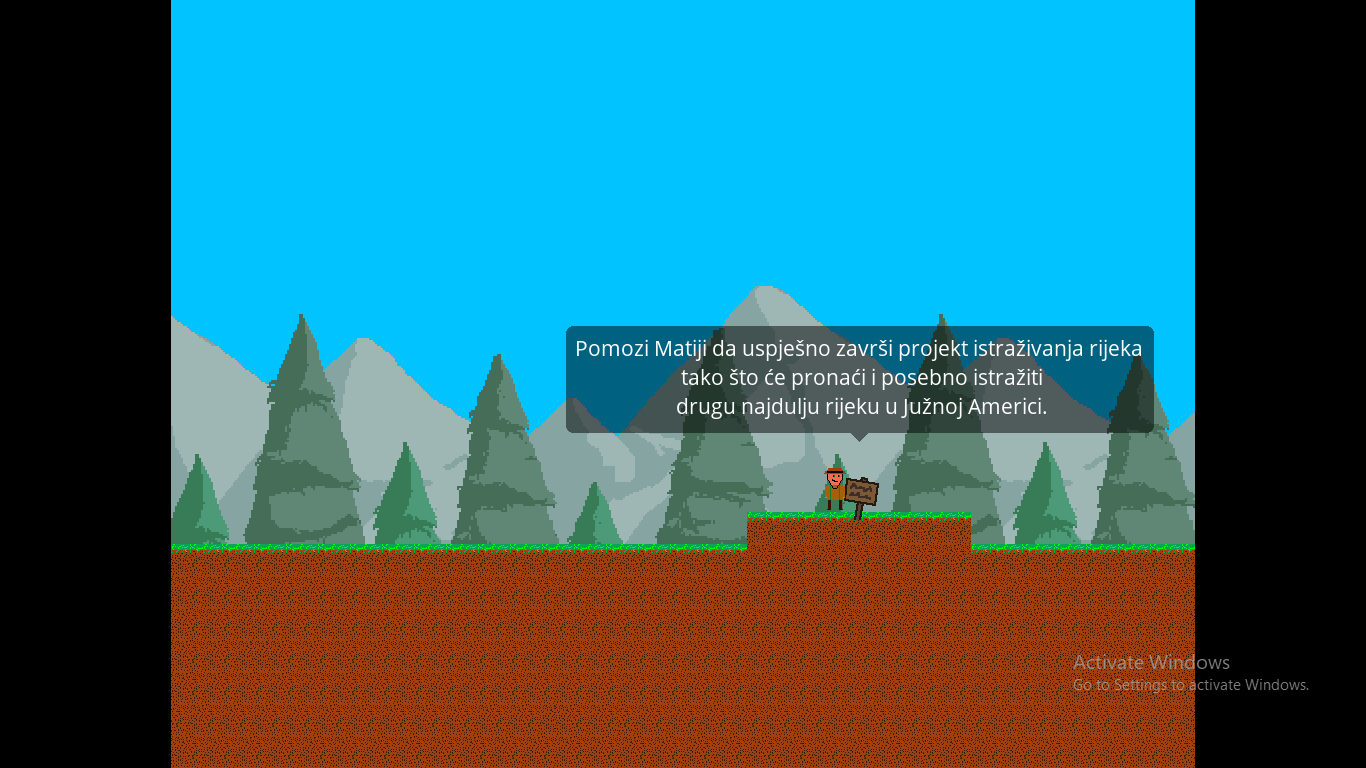 Pomozi Matiji da uspješno završi projekt istraživanja rijeka
tako što će pronaći i posebno istražiti
drugu najdulju rijeku u Južnoj Americi.
Activate Windows
Go to Settings to activate Windows.